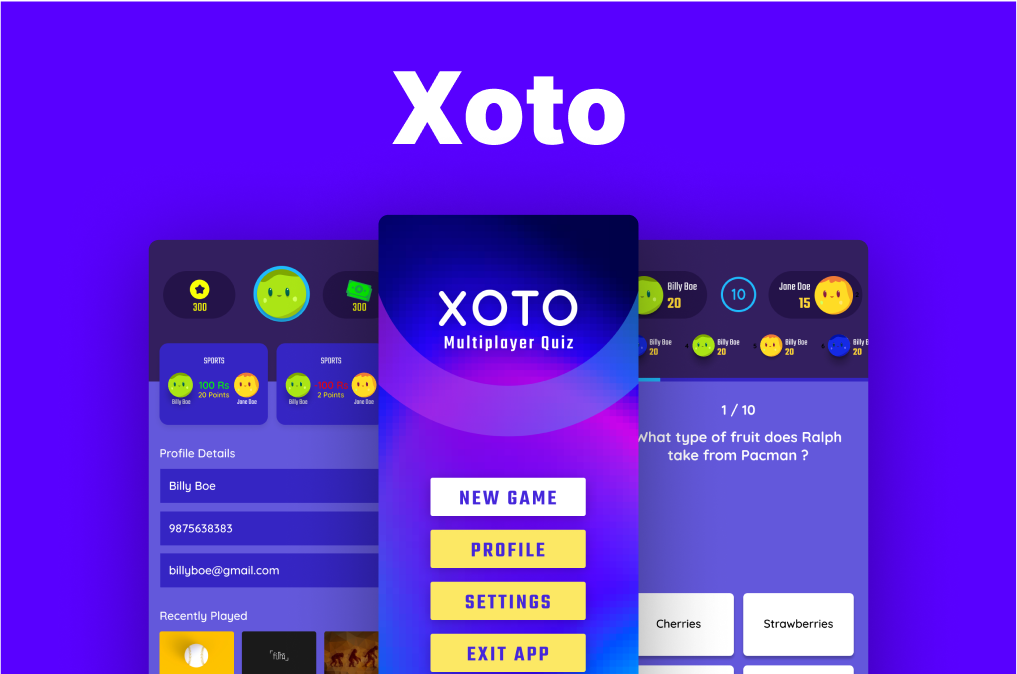 Xoto
300
300
SPORTS
100 Rs
20 Points
Billy Boe
Jane Doe
SPORTS
100 Rs
2 Points
Billy Boe
Jane Doe
Profile Details
Billy Boe
9875638383
billyboe@gmail.com
Recently Played
XOTO
Multiplayer Quiz
NEW GAME
PROFILE
SETTINGS
EXIT APP
Billy Boe
20
10
Jane Doe
15
Billy Boe
20
Billy Boe
20
Billy Boe
20
Billy B
20
1 / 10
What type of fruit does Ralph
take from Pacman ?
Cherries
Strawberries